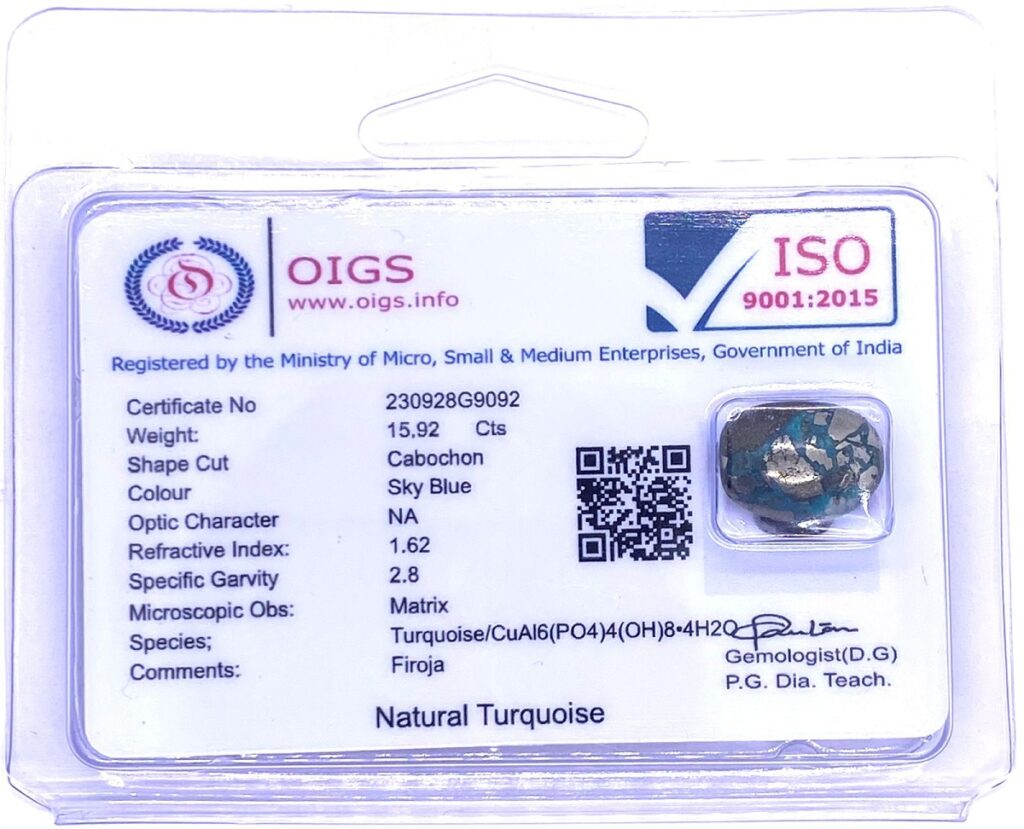 OIGS
www.oigs.info
ISO
9001:2015
Registered by the Ministry of Micro, Small & Medium Enterprises, Government of India
Certificate No 230928G9092
Weight: 15.92 Cts
Shape Cut Cabochon
Colour Sky Blue
Optic Character NA
Refractive Index: 1.62
Specific Garvity 2.8
Microscopic Obs: Matrix
Species; Turquoise/CuAl6(PO4)4(OH)8•4H2O
Comments: Firoja
Gemologist(D.G)
P.G. Dia. Teach.
Natural Turquoise